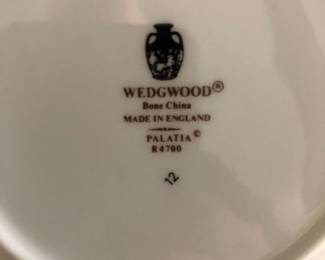 WEDGWOOD®
Bone China
MADE IN ENGLAND
PALATIA©
R4700
12